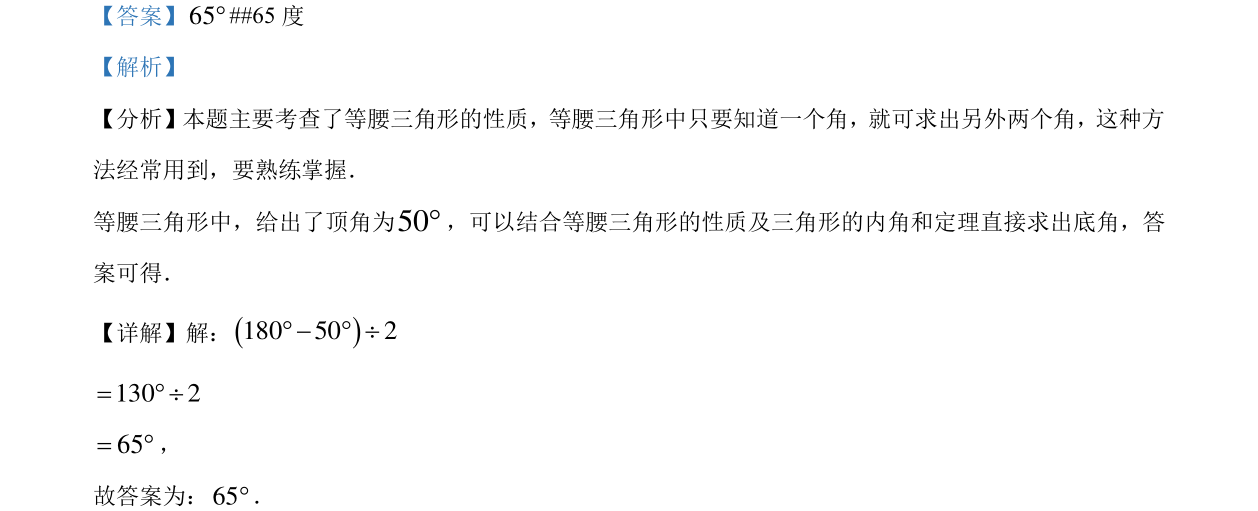 【答案】65°##65 度
【解析】
【分析】本题主要考查了等腰三角形的性质，等腰三角形中只要知道一个角，就可求出另外两个角，这种方
法经常用到，要熟练掌握．
等腰三角形中，给出了顶角为50°，可以结合等腰三角形的性质及三角形的内角和定理直接求出底角，答
案可得．
【详解】解：(180°−50°)÷2
=130°÷2
=65°，
故答案为：65°．